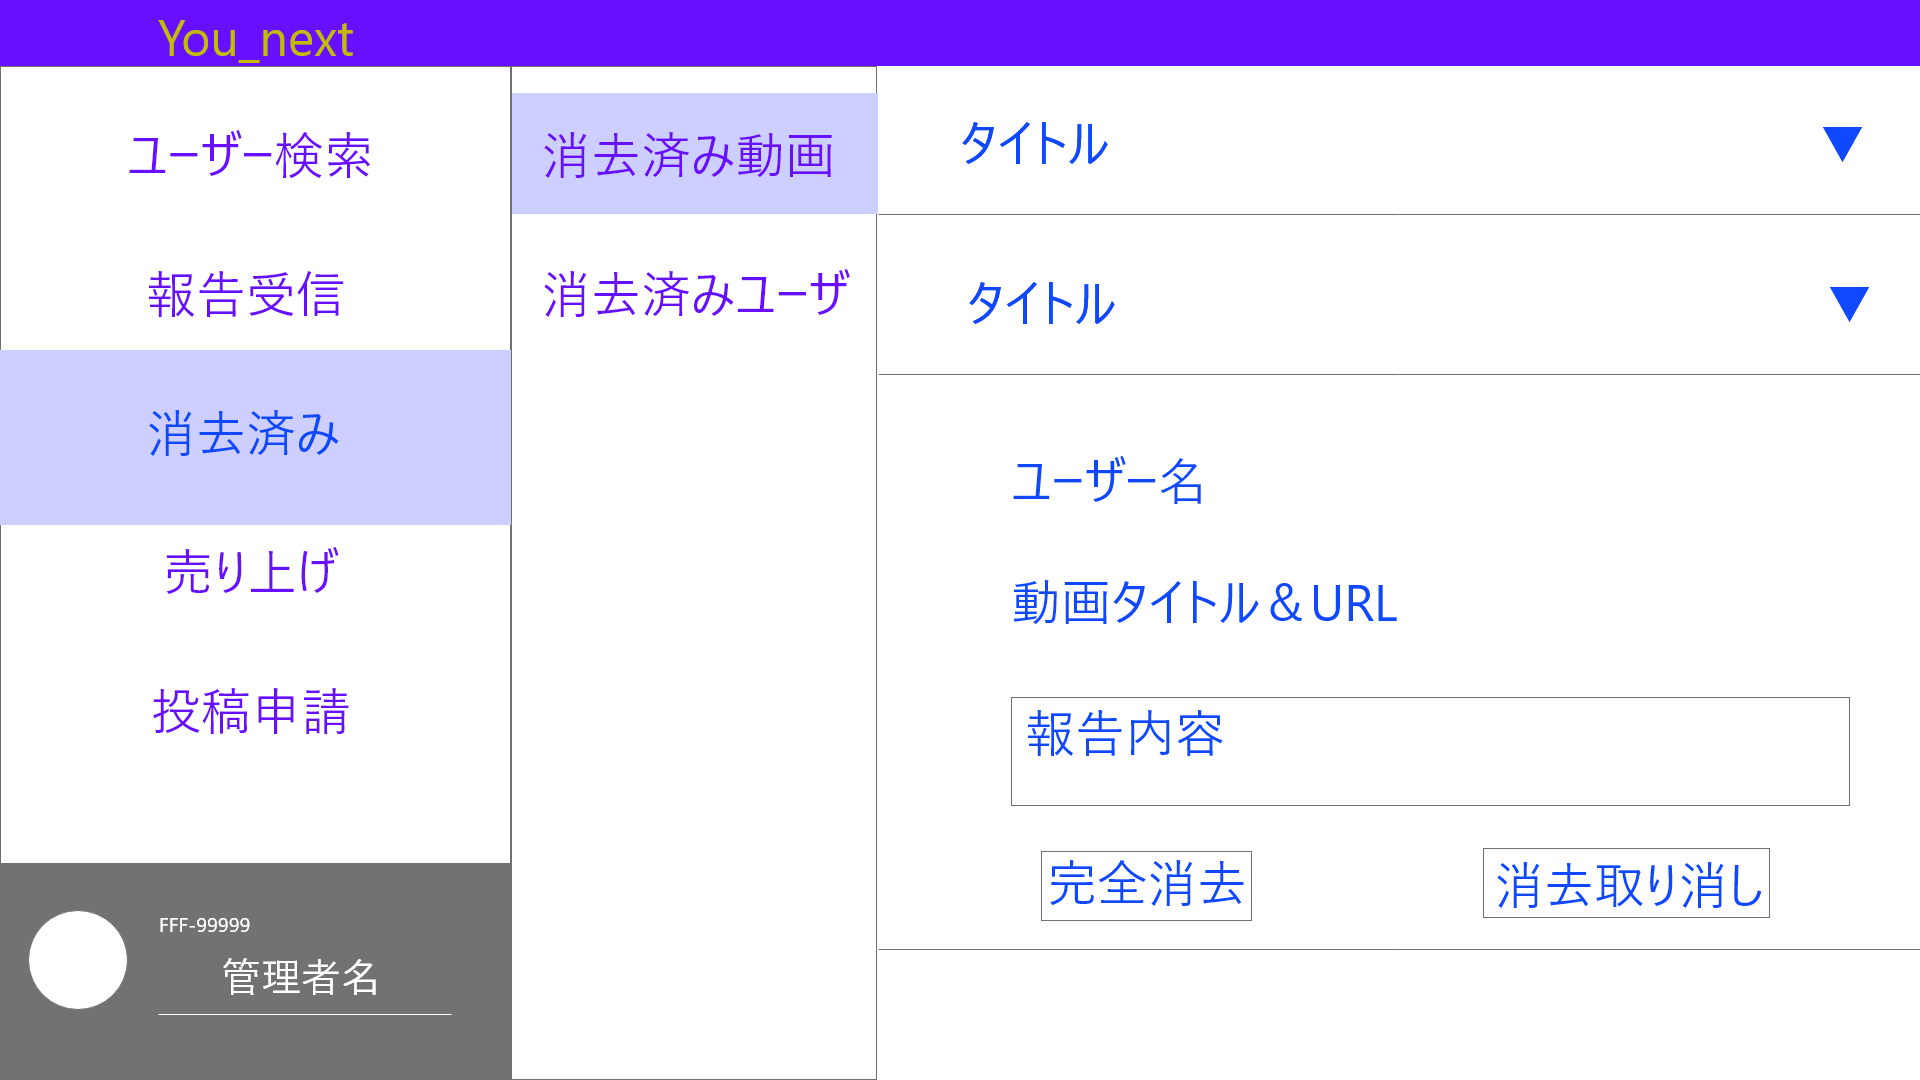 You_next
ユーザー検索
報告受信
消去済み
売り上げ
投稿申請
FFF-99999
管理者名
消去済み動画
消去済みユーザ
タイトル ▼
タイトル ▼
ユーザー名
動画タイトル＆URL
報告内容
完全消去
消去取り消し